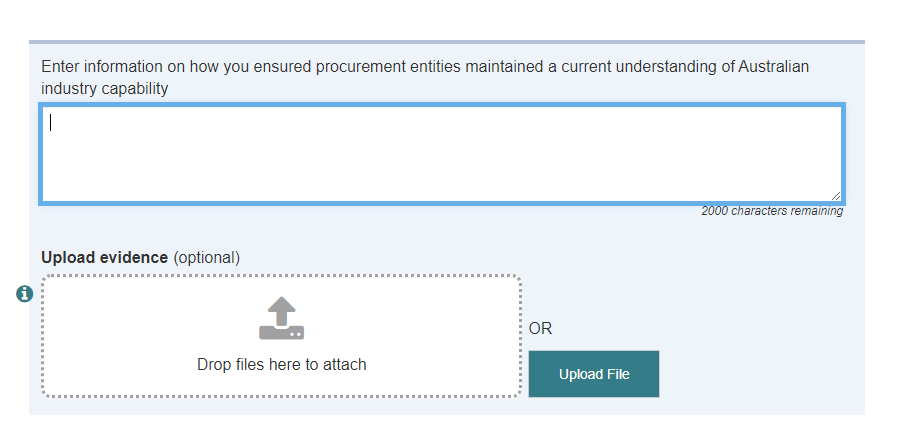 Enter information on how you ensured procurement entities maintained a current understanding of Australian
industry capability
2000 characters remaining
Upload evidence (optional)
Drop files here to attach
OR
Upload File